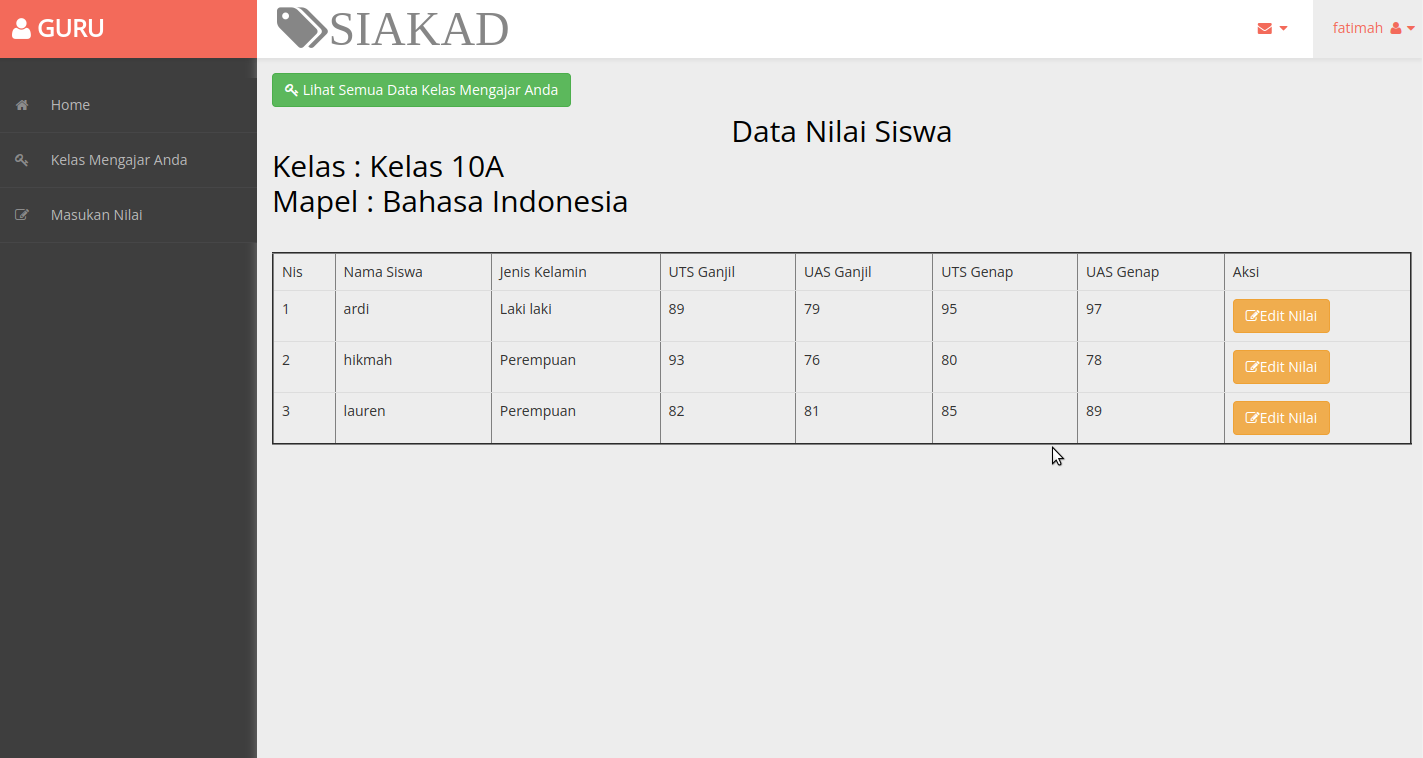 GURU
SIAKAD
fatimah
Home
Kelas Mengajar Anda
Masukan Nilai
Lihat Semua Data Kelas Mengajar Anda
Data Nilai Siswa
Kelas : Kelas 10A
Mapel : Bahasa Indonesia
Nis Nama Siswa Jenis Kelamin UTS Ganjil UAS Ganjil UTS Genap UAS Genap Aksi
1 ardi Laki laki 89 79 95 97 Edit Nilai
2 hikmah Perempuan 93 76 80 78 Edit Nilai
3 lauren Perempuan 82 81 85 89 Edit Nilai